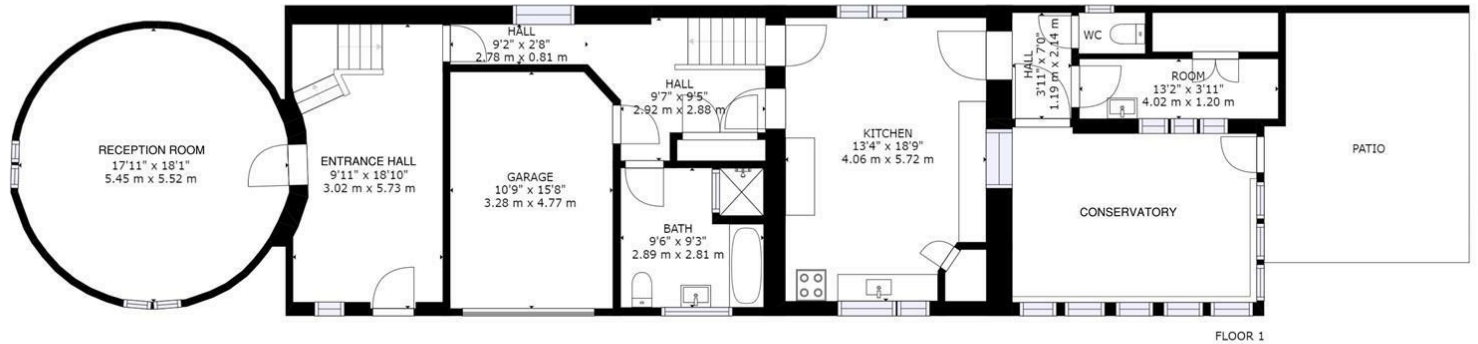 RECEPTION ROOM
17'11" x 18'1"
5.45 m x 5.52 m
ENTRANCE HALL
9'11" x 18'10"
3.02 m x 5.73 m
HALL
9'2" x 2'8"
2.78 m x 0.81 m
GARAGE
10'9" x 15'8"
3.28 m x 4.77 m
HALL
9'7" x 9'5"
2.92 m x 2.88 m
BATH
9'6" x 9'3"
2.89 m x 2.81 m
KITCHEN
13'4" x 18'9"
4.06 m x 5.72 m
HALL
3'11" x 7'0"
1.19 m x 2.14 m
WC
ROOM
13'2" x 3'11"
4.02 m x 1.20 m
CONSERVATORY
PATIO
FLOOR 1